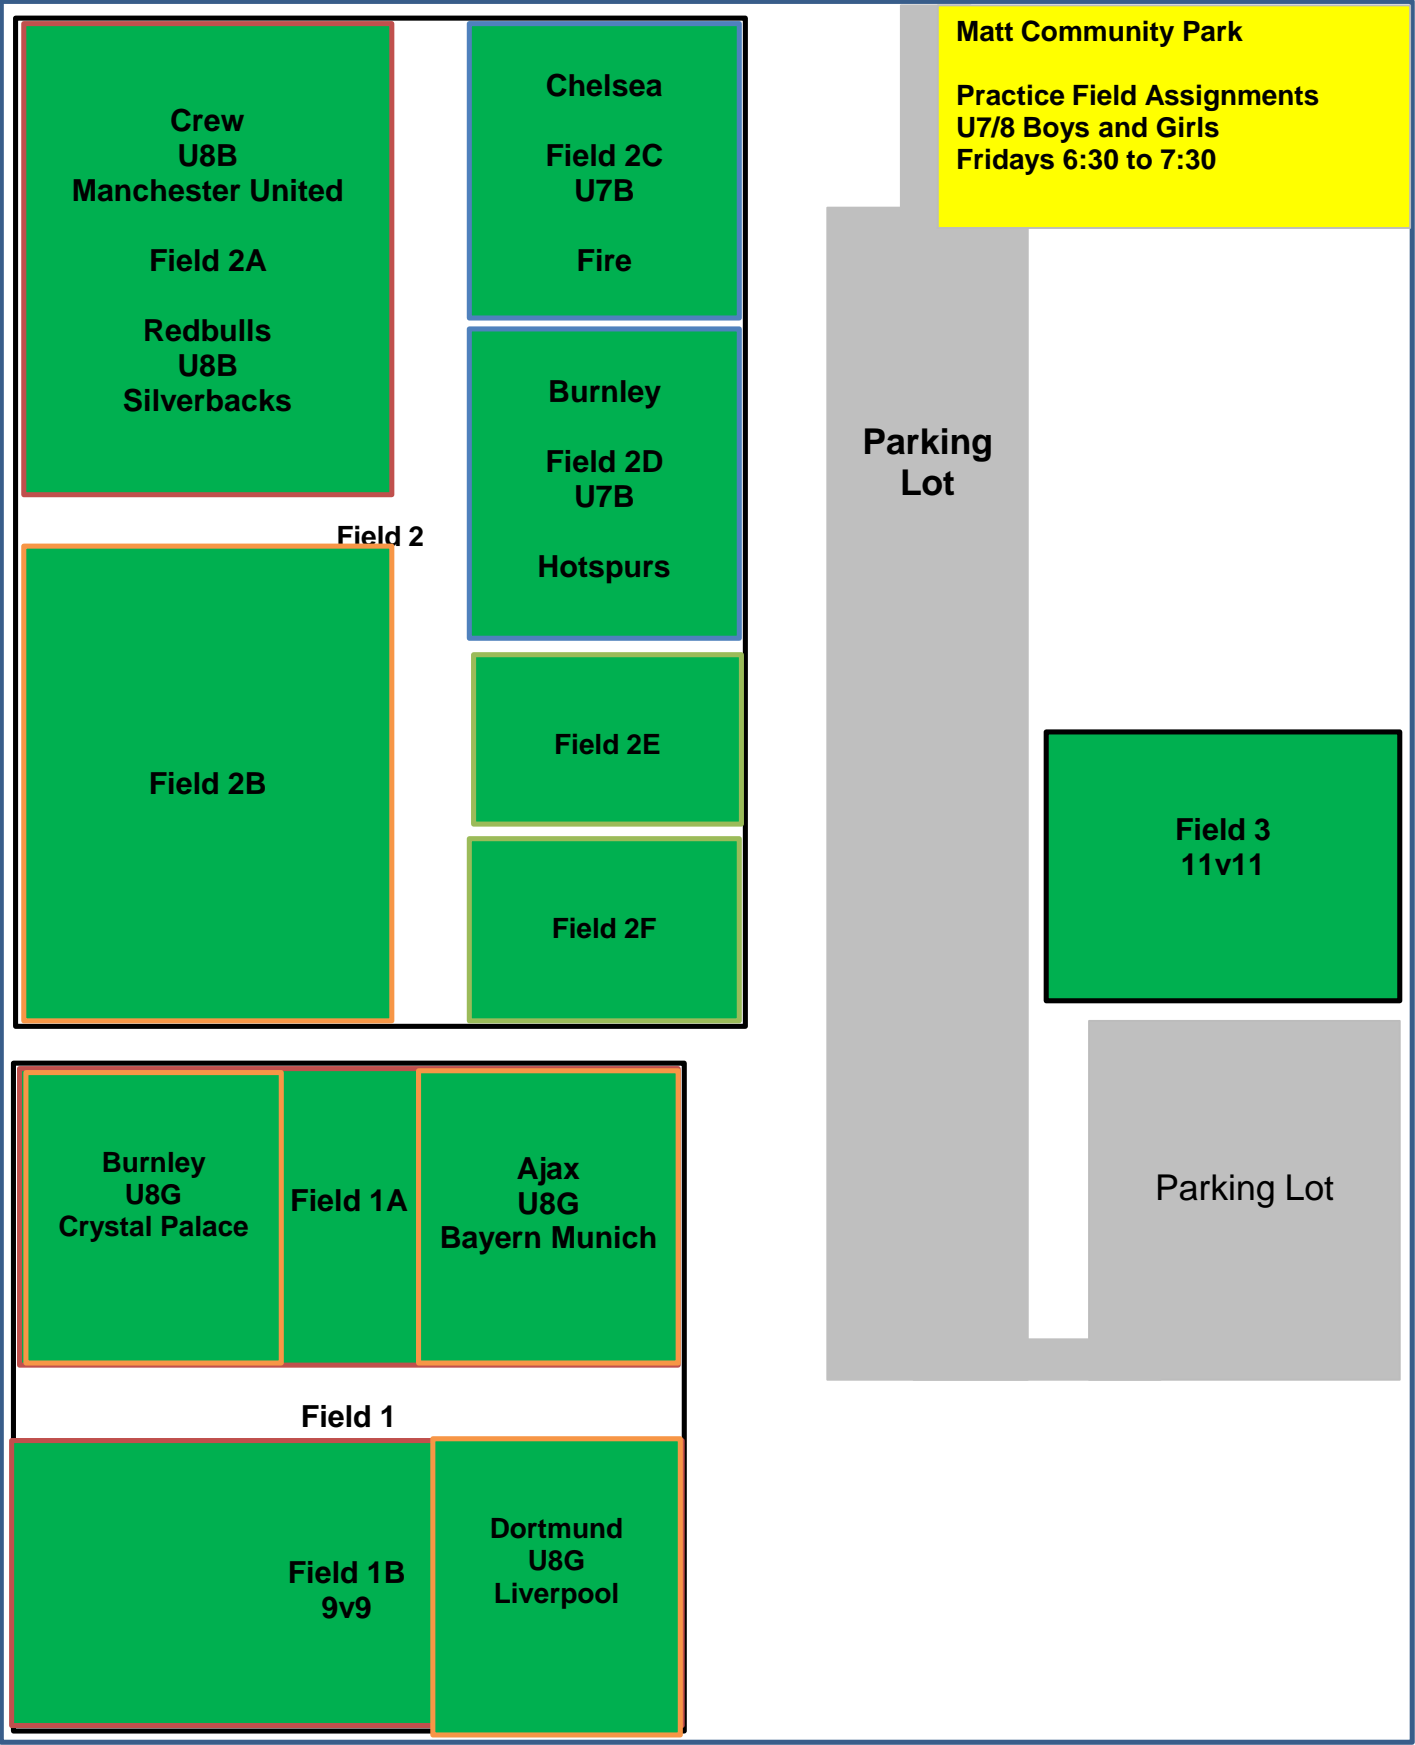 Matt Community Park
Practice Field Assignments
U7/8 Boys and Girls
Fridays 6:30 to 7:30
Crew
U8B
Manchester United
Field 2A
Redbulls
U8B
Silverbacks
Chelsea
Field 2C
U7B
Fire
Burnley
Field 2D
U7B
Hotspurs
Parking
Lot
Field 2
Field 2B
Field 2E
Field 2F
Field 3
11v11
Burnley
U8G
Crystal Palace
Field 1A
Ajax
U8G
Bayern Munich
Parking Lot
Field 1
Field 1B
9v9
Dortmund
U8G
Liverpool